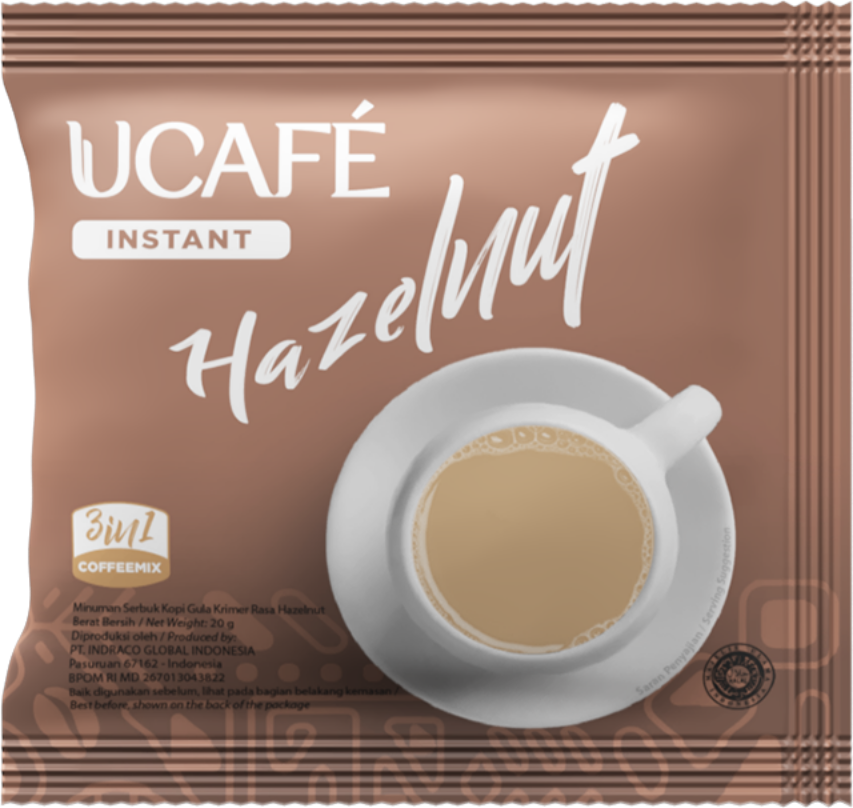 UCAFÉ
INSTANT
Hazelnut
3in1
COFFEEMIX
Minuman Serbuk Kopi Gula Krimer Rasa Hazelnut
Berat Bersih / Net Weight: 20 g
Diproduksi oleh / Produced by:
PT. INDRACO GLOBAL INDONESIA
Pasuruan 67162 - Indonesia
BPOM RI MD 267013043822
Baik digunakan sebelum, lihat pada bagian belakang kemasan /
Best before, shown on the back of the package
Saran Penyajian / Serving Suggestion